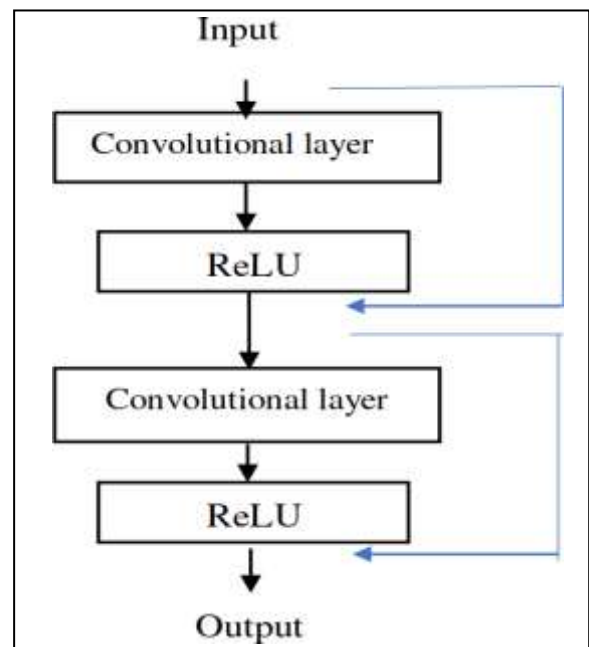 Input
Convolutional layer
ReLU
Convolutional layer
ReLU
Output